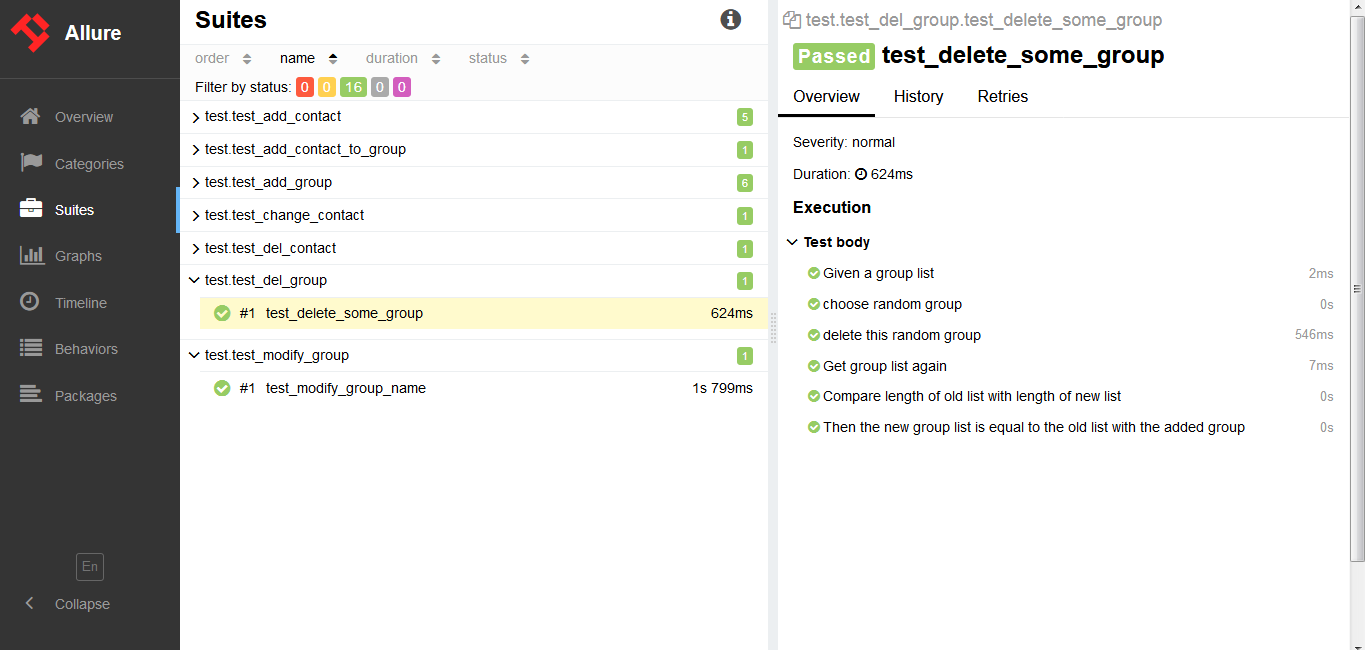 Allure
Overview
Categories
Suites
Graphs
Timeline
Behaviors
Packages
En
Collapse
Suites
order name duration status
Filter by status: 0 0 16 0 0
test.test_add_contact 5
test.test_add_contact_to_group 1
test.test_add_group 6
test.test_change_contact 1
test.test_del_contact 1
test.test_del_group 1
#1 test_delete_some_group 624ms
test.test_modify_group 1
#1 test_modify_group_name 1s 799ms
test.test_del_group.test_delete_some_group
Passed test_delete_some_group
Overview History Retries
Severity: normal
Duration: 624ms
Execution
Test body
Given a group list 2ms
choose random group 0s
delete this random group 546ms
Get group list again 7ms
Compare length of old list with length of new list 0s
Then the new group list is equal to the old list with the added group 0s